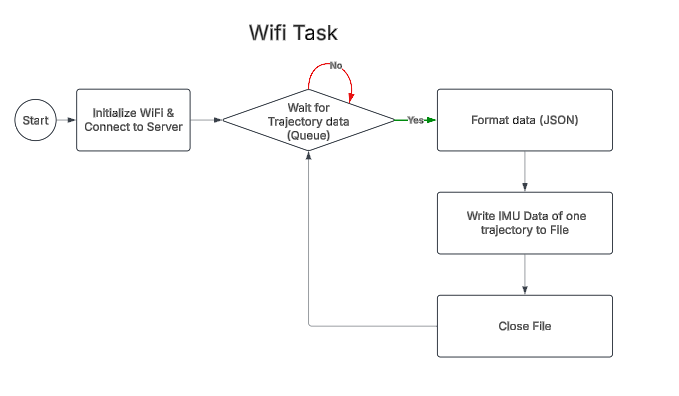 Wifi Task
No
Start
Initialize WiFi &
Connect to Server
Wait for
Trajectory data
(Queue)
Yes
Format data (JSON)
Write IMU Data of one
trajectory to File
Close File